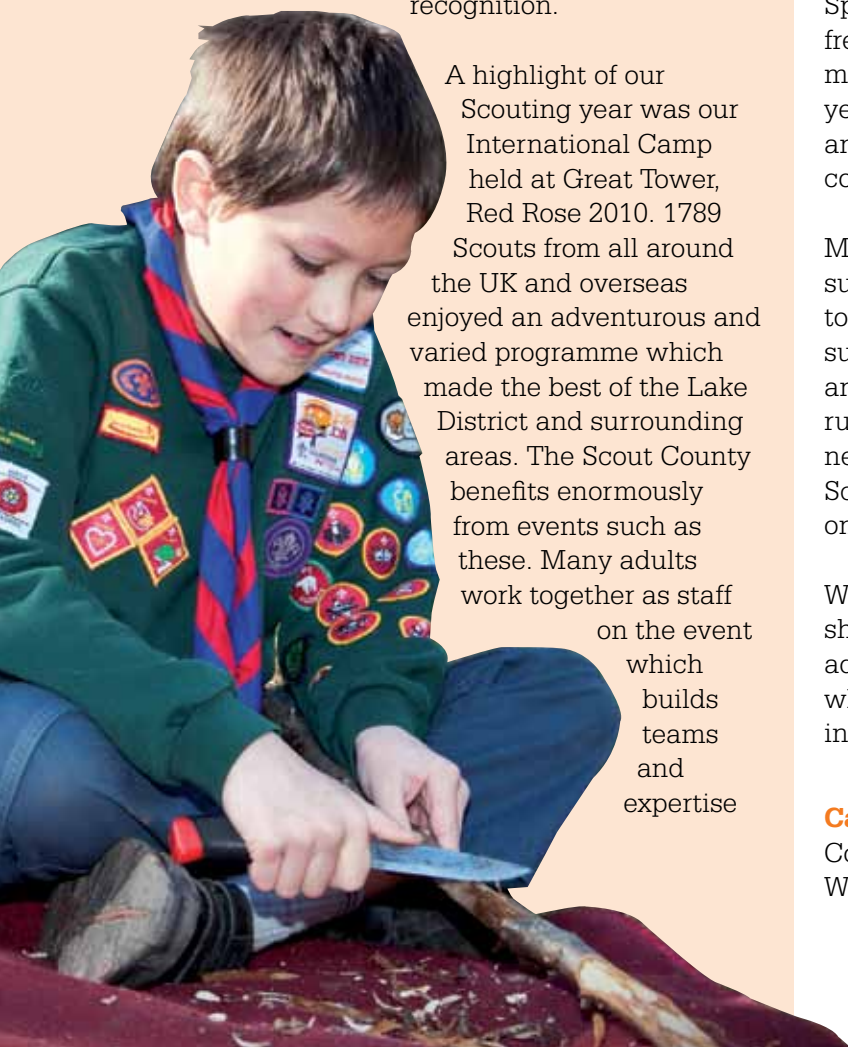 recognition.
A highlight of our
Scouting year was our
International Camp
held at Great Tower,
Red Rose 2010. 1789
Scouts from all around
the UK and overseas
enjoyed an adventurous and
varied programme which
made the best of the Lake
District and surrounding
areas. The Scout County
benefits enormously
from events such as
these. Many adults
work together as staff
on the event
which
builds
teams
and
expertise